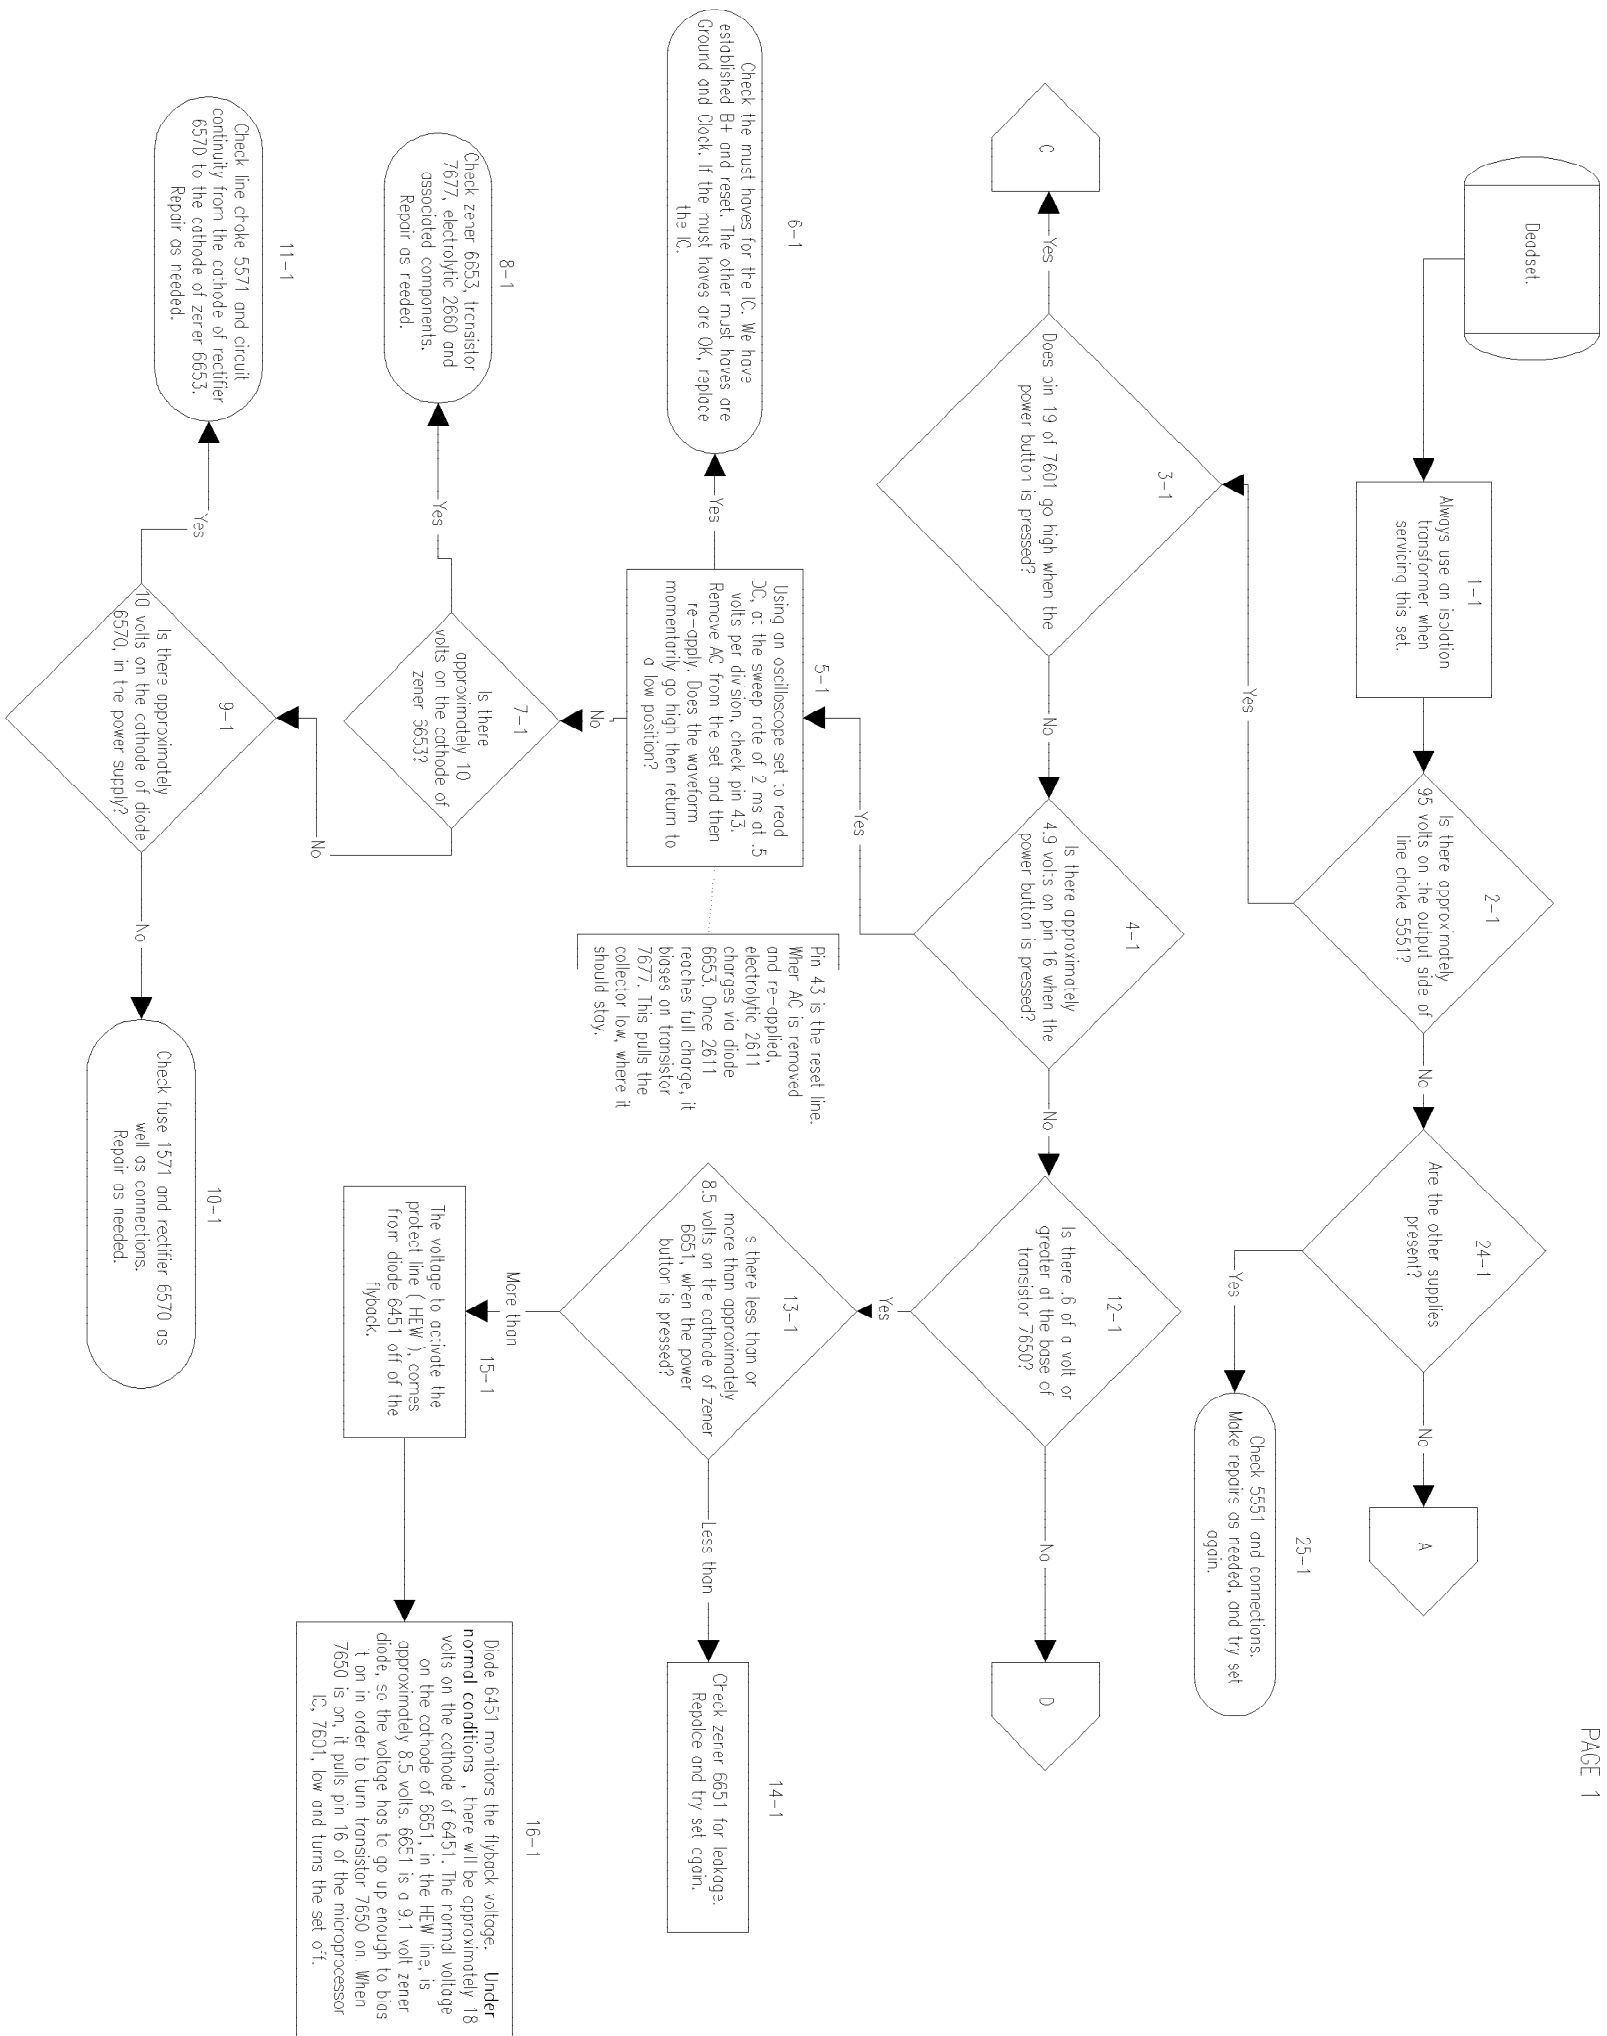 PAGE 1
Deadset.
1-1
Always use an isolation
transformer when
servicing this set.
2-1
Is there approximately
95 volts on the output side of
line choke 5551?
No
24-1
Are the other supplies
present?
No
A
Yes
25-1
Check 5551 and connections.
Make repairs as needed, and try set
again.
Yes
3-1
Does pin 19 of 7601 go high when the
power button is pressed?
Yes
C
No
4-1
Is there approximately
4.9 volts on pin 16 when the
power button is pressed?
No
12-1
Is there .6 of a volt or
greater at the base of
transistor 7650?
No
D
Yes
5-1
Using an oscilloscope set to read
DC, at the sweep rate of 2 ms at .5
volts per division, check pin 43.
Remove AC from the set and then
re-apply. Does the waveform
momentarily go high then return to
a low position?
Pin 43 is the reset line.
When AC is removed
and re-applied,
electrolytic 2611
charges via diode
6653. Once 2611
reaches full charge, it
biases on transistor
7677. This pulls the
collector low, where it
should stay.
Yes
6-1
Check the must haves for the IC. We have
established B+ and reset. The other must haves are
Ground and Clock. If the must haves are OK, replace
the IC.
No
7-1
Is there
approximately 10
volts on the cathode of
zener 6653?
Yes
8-1
Check zener 6653, transistor
7677, electrolytic 2660 and
associated components.
Repair as needed.
No
9-1
Is there approximately
10 volts on the cathode of diode
6570, in the power supply?
Yes
11-1
Check line choke 5571 and circuit
continuity from the cathode of rectifier
6570 to the cathode of zener 6653.
Repair as needed.
No
10-1
Check fuse 1571 and rectifier 6570 as
well as connections.
Repair as needed.
Yes
13-1
s there less than or
more than approximately
8.5 volts on the cathode of zener
6651, when the power
button is pressed?
Less than
14-1
Check zener 6651 for leakage.
Repalce and try set again.
More than
15-1
The voltage to activate the
protect line ( HEW ), comes
from diode 6451 off of the
flyback.
16-1
Diode 6451 monitors the flyback voltage. Under
normal conditions , there will be approximately 18
volts on the cathode of 6451. The normal voltage
on the cathode of 6651, in the HEW line, is
approximately 8.5 volts. 6651 is a 9.1 volt zener
diode, so the voltage has to go up enough to bias
it on in order to turn transistor 7650 on. When
7650 is on, it pulls pin 16 of the microprocessor
IC, 7601, low and turns the set off.